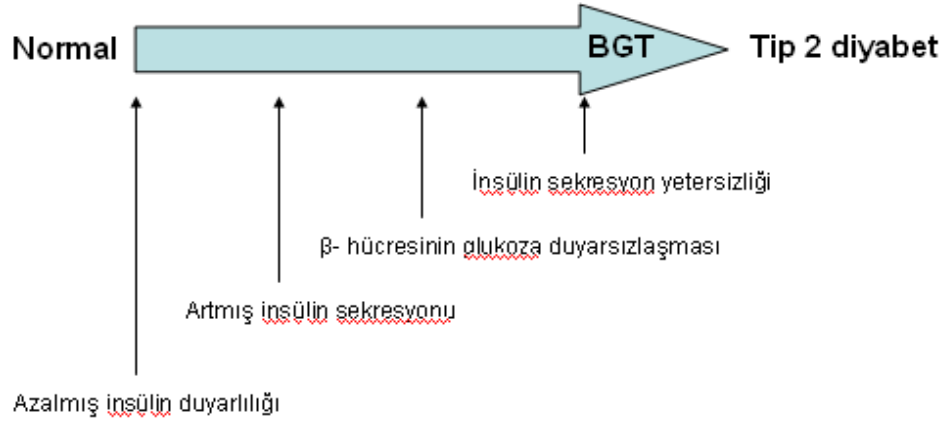 Normal
BGT
Tip 2 diyabet
İnsülin sekresyon yetersizliği
β- hücresinin glukoza duyarsızlaşması
Artmış insülin sekresyonu
Azalmış insülin duyarlılığı